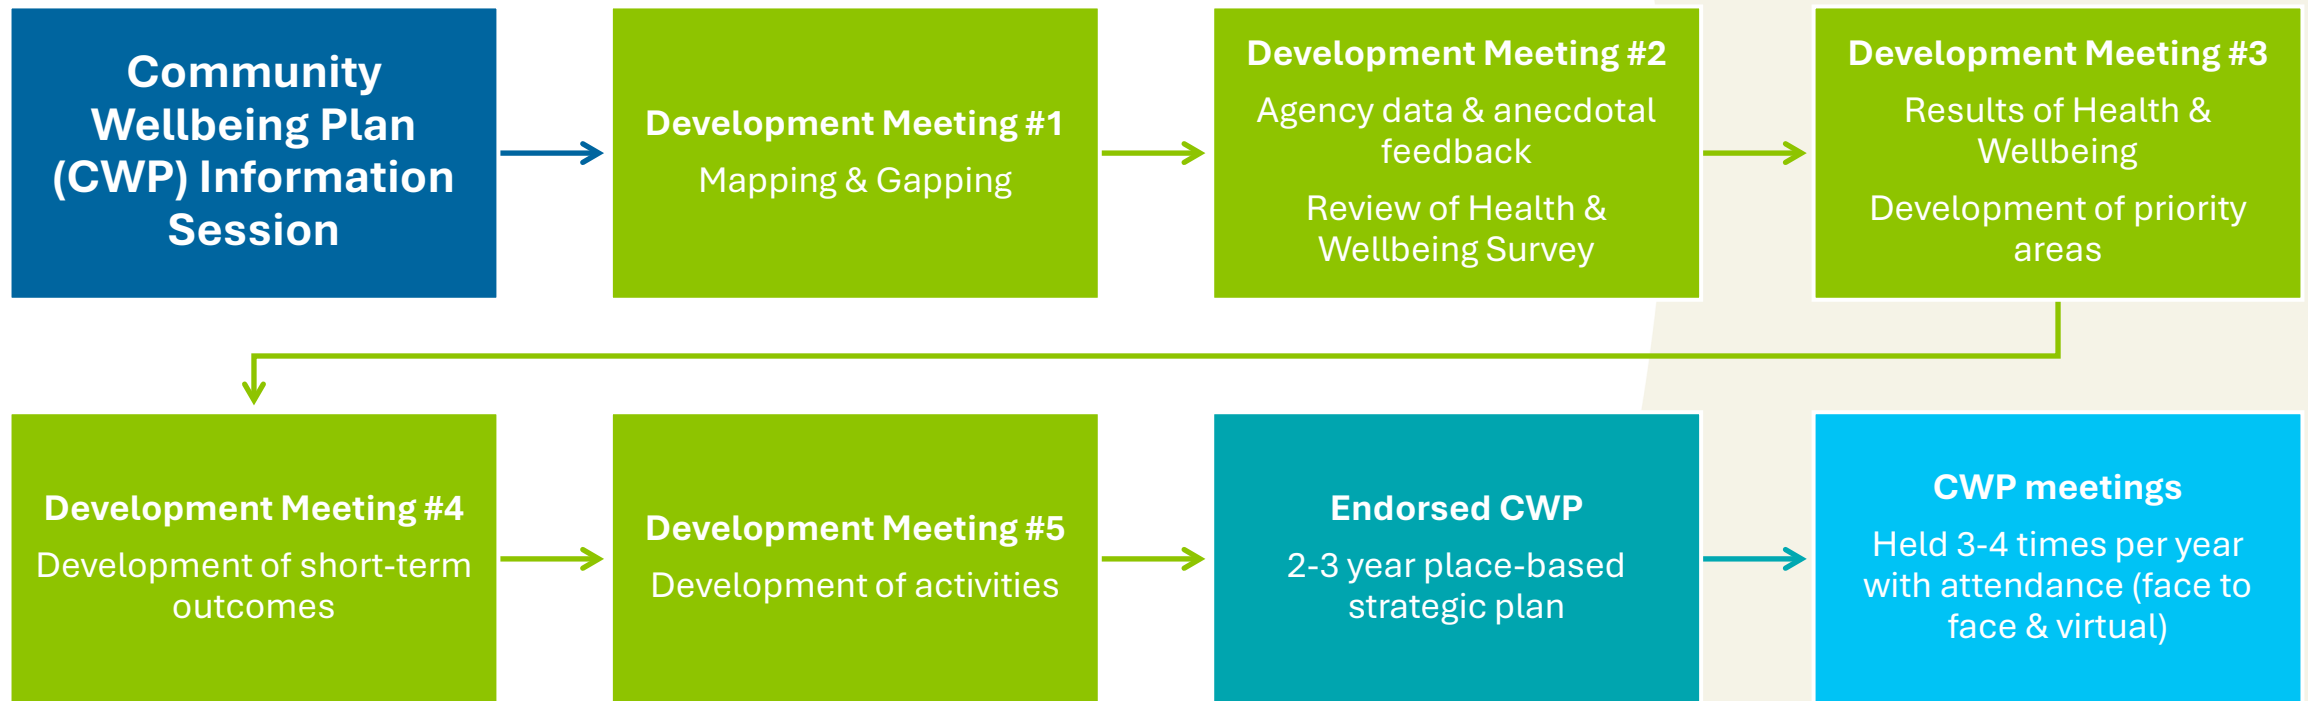 Community
Wellbeing Plan
(CWP) Information
Session
Development Meeting #1
Mapping & Gapping
Development Meeting #2
Agency data & anecdotal
feedback
Review of Health &
Wellbeing Survey
Development Meeting #3
Results of Health &
Wellbeing
Development of priority
areas
Development Meeting #4
Development of short-term
outcomes
Development Meeting #5
Development of activities
Endorsed CWP
2-3 year place-based
strategic plan
CWP meetings
Held 3-4 times per year
with attendance (face to
face & virtual)